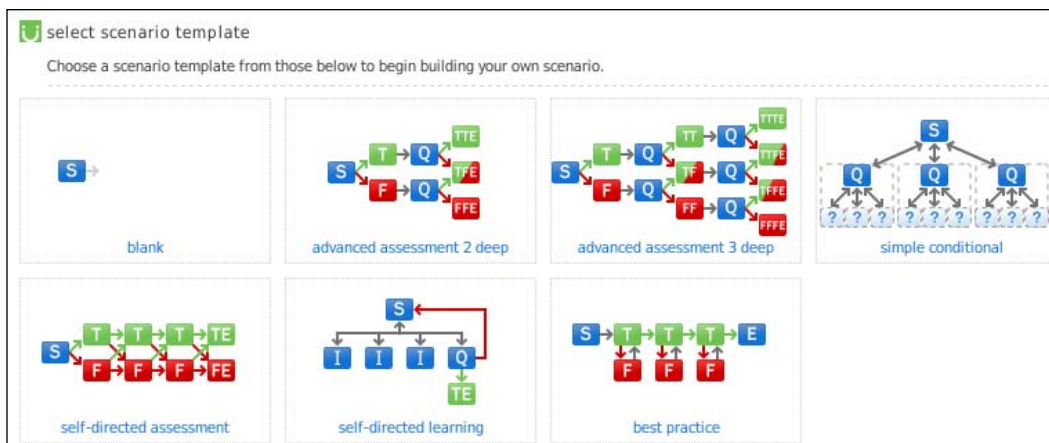 select scenario template
Choose a scenario template from those below to begin building your own scenario.
S
blank
S T Q TTE
TFE
F Q FFE
advanced assessment 2 deep
S T Q TT Q TTTE
TTFE
TF Q
F Q TFFE
FF Q FFFE
advanced assessment 3 deep
S
Q Q Q
? ? ? ? ? ? ? ? ?
simple conditional
S T T T TE
F F F FE
self-directed assessment
S
I I I Q
TE
self-directed learning
S T T T E
F F F
best practice